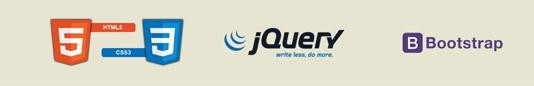 HTML5
5
CSS3
3
jQuery
write less, do more.
B Bootstrap